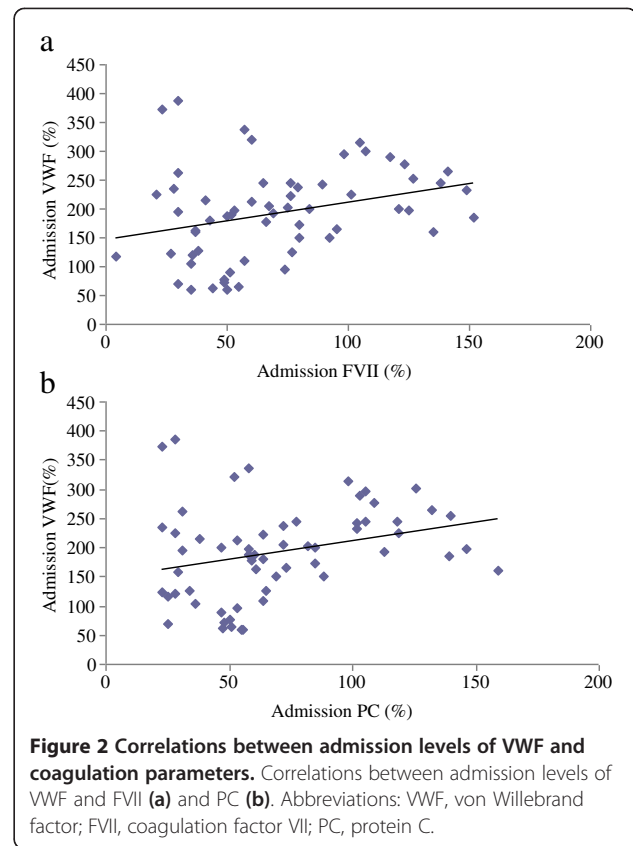 a
450
400
350
300
250
200
150
100
50
0
Admission VWF (%)
0 50 100 150 200
Admission FVII (%)
b
450
400
350
300
250
200
150
100
50
0
Admission VWF(%)
0 50 100 150 200
Admission PC (%)
Figure 2 Correlations between admission levels of VWF and
coagulation parameters. Correlations between admission levels of
VWF and FVII (a) and PC (b). Abbreviations: VWF, von Willebrand
factor; FVII, coagulation factor VII; PC, protein C.